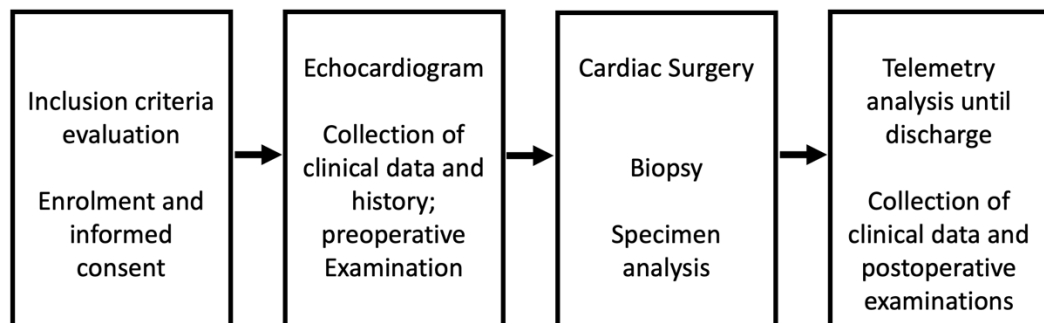 Inclusion criteria
evaluation
Enrolment and
informed
consent
Echocardiogram
Collection of
clinical data and
history;
preoperative
Examination
Cardiac Surgery
Biopsy
Specimen
analysis
Telemetry
analysis until
discharge
Collection of
clinical data and
postoperative
examinations